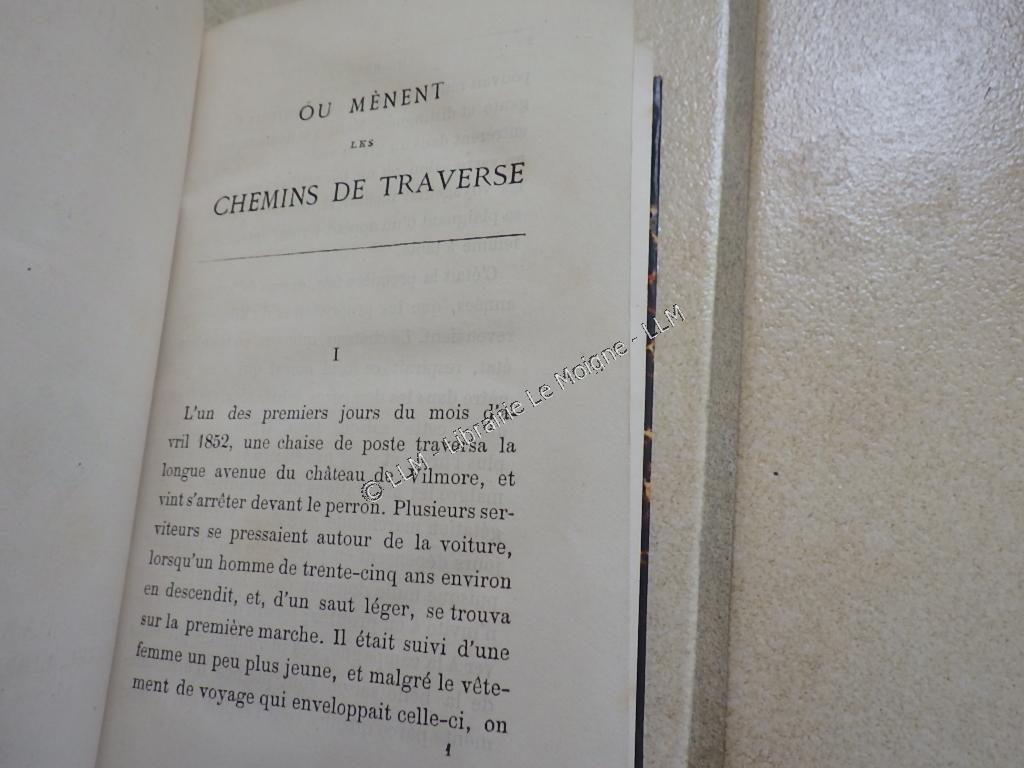 OU MÈNENT
LES
CHEMINS DE TRAVERSE
I
L'un des premiers jours du mois d'a-
vril 1852, une chaise de poste traversa la
longue avenue du château de Vilmore, et
vint s'arrêter devant le perron. Plusieurs ser-
viteurs se pressaient autour de la voiture,
lorsqu'un homme de trente-cinq ans environ
en descendit, et, d'un saut léger, se trouva
sur la première marche. Il était suivi d'une
femme un peu plus jeune, et malgré le vête-
ment de voyage qui enveloppait celle-ci, on
1
© LLM - Librairie Le Moigne - LLM